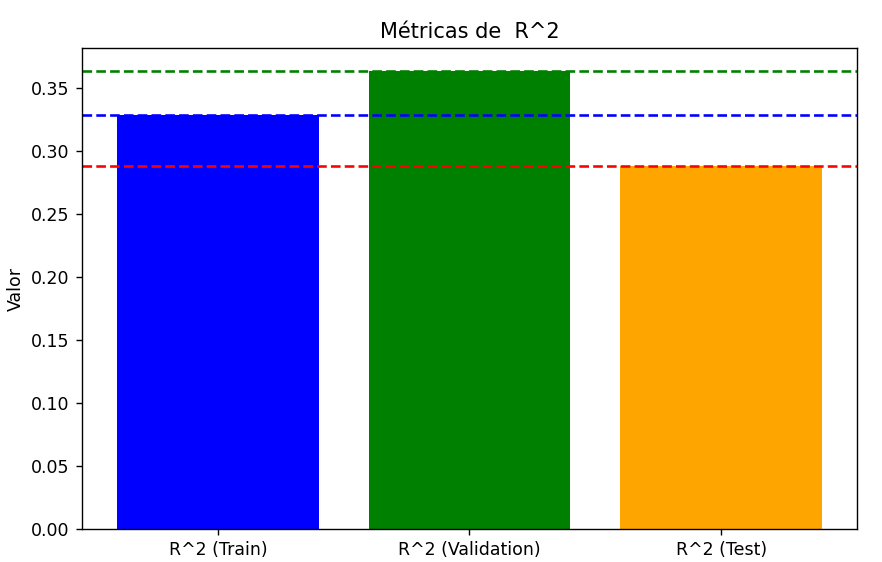 Métricas de  R^2
Valor
0.35
0.30
0.25
0.20
0.15
0.10
0.05
0.00
R^2 (Train)
R^2 (Validation)
R^2 (Test)